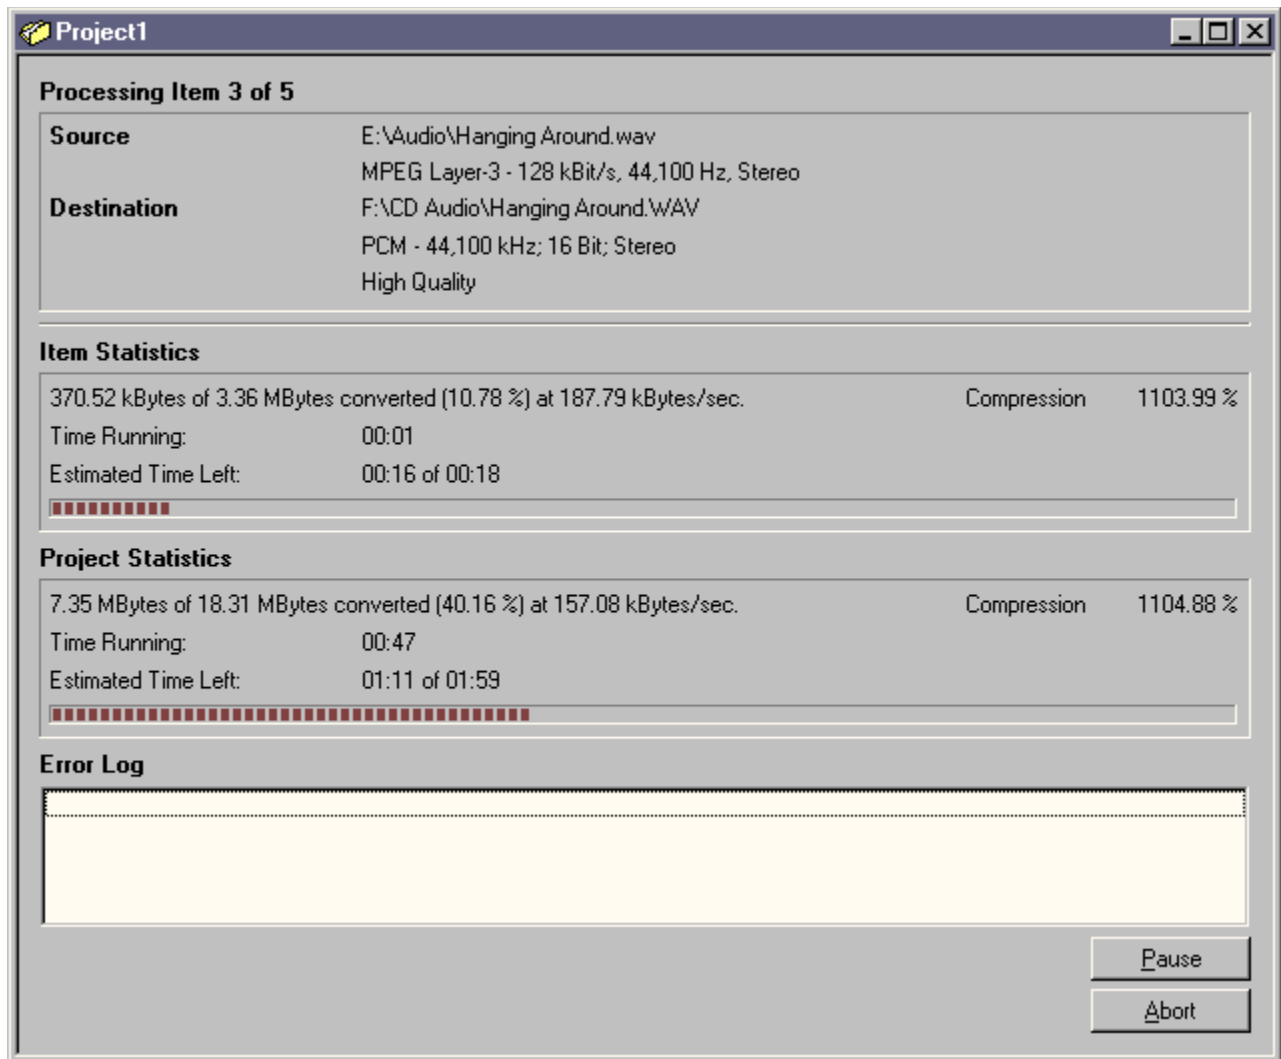 Project1
Processing Item 3 of 5
Source E:\Audio\Hanging Around.wav
MPEG Layer-3 - 128 kBit/s, 44,100 Hz, Stereo
Destination F:\CD Audio\Hanging Around.WAV
PCM - 44,100 kHz; 16 Bit; Stereo
High Quality
Item Statistics
370.52 kBytes of 3.36 MBytes converted (10.78 %) at 187.79 kBytes/sec. Compression 1103.99 %
Time Running: 00:01
Estimated Time Left: 00:16 of 00:18
Project Statistics
7.35 MBytes of 18.31 MBytes converted (40.16 %) at 157.08 kBytes/sec. Compression 1104.88 %
Time Running: 00:47
Estimated Time Left: 01:11 of 01:59
Error Log
Pause
Abort